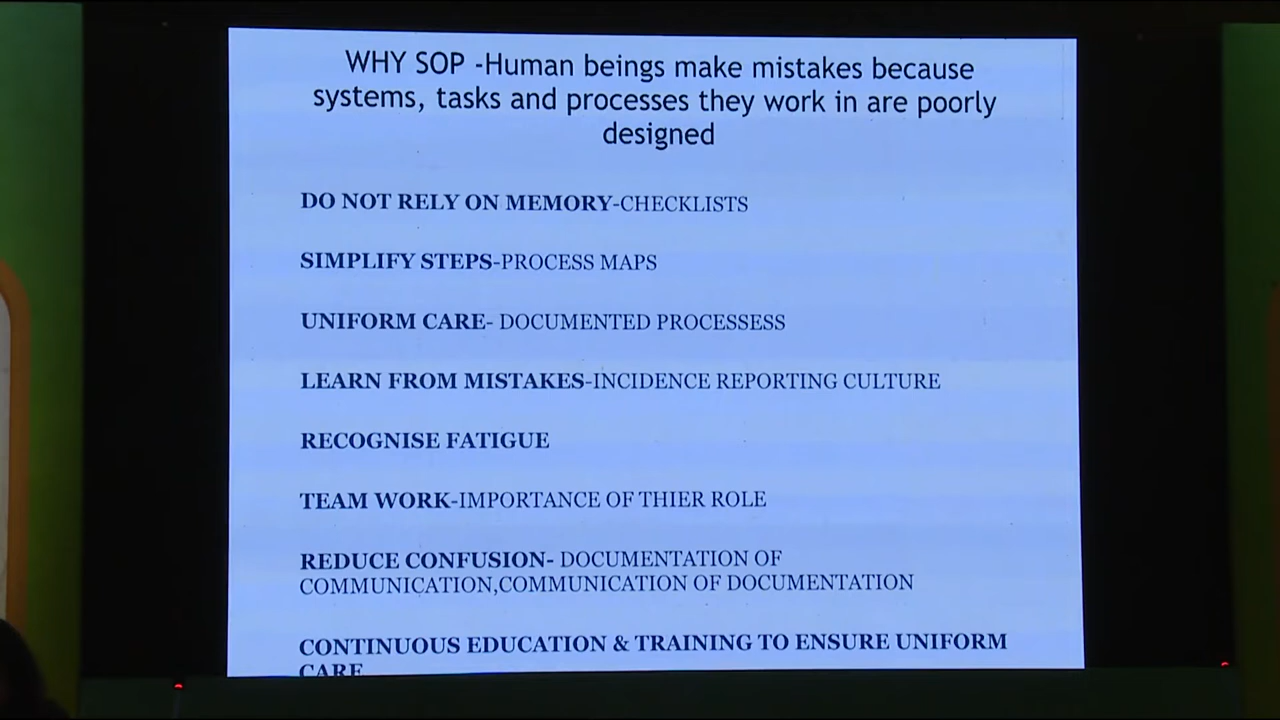 WHY SOP -Human beings make mistakes because
systems, tasks and processes they work in are poorly
designed
DO NOT RELY ON MEMORY-CHECKLISTS
SIMPLIFY STEPS-PROCESS MAPS
UNIFORM CARE- DOCUMENTED PROCESSESS
LEARN FROM MISTAKES-INCIDENCE REPORTING CULTURE
RECOGNISE FATIGUE
TEAM WORK-IMPORTANCE OF THIER ROLE
REDUCE CONFUSION- DOCUMENTATION OF
COMMUNICATION,COMMUNICATION OF DOCUMENTATION
CONTINUOUS EDUCATION & TRAINING TO ENSURE UNIFORM
CARE